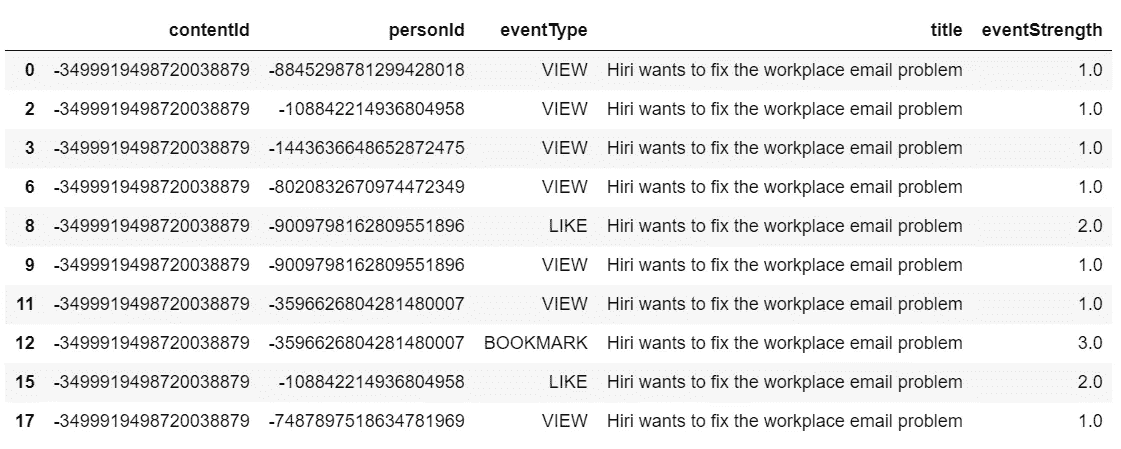 contentId personId eventType title eventStrength
0 -3499919498720038879 -8845298781299428018 VIEW Hiri wants to fix the workplace email problem 1.0
2 -3499919498720038879 -108842214936804958 VIEW Hiri wants to fix the workplace email problem 1.0
3 -3499919498720038879 -1443636648652872475 VIEW Hiri wants to fix the workplace email problem 1.0
6 -3499919498720038879 -8020832670974472349 VIEW Hiri wants to fix the workplace email problem 1.0
8 -3499919498720038879 -9009798162809551896 LIKE Hiri wants to fix the workplace email problem 2.0
9 -3499919498720038879 -9009798162809551896 VIEW Hiri wants to fix the workplace email problem 1.0
11 -3499919498720038879 -3596626804281480007 VIEW Hiri wants to fix the workplace email problem 1.0
12 -3499919498720038879 -3596626804281480007 BOOKMARK Hiri wants to fix the workplace email problem 3.0
15 -3499919498720038879 -108842214936804958 LIKE Hiri wants to fix the workplace email problem 2.0
17 -3499919498720038879 -7487897518634781969 VIEW Hiri wants to fix the workplace email problem 1.0